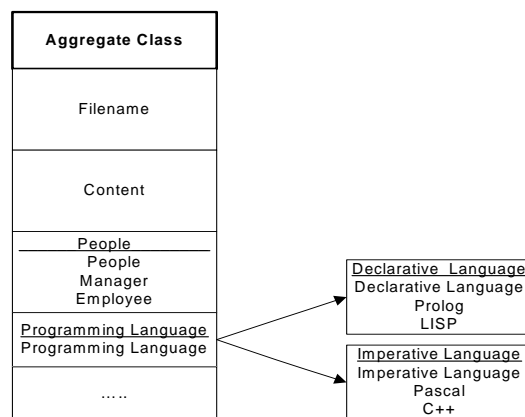 Aggregate Class
Filename
Content
People
People
Manager
Employee
Programming Language
Programming Language
.....
Declarative Language
Declarative Language
Prolog
LISP
Imperative Language
Imperative Language
Pascal
C++